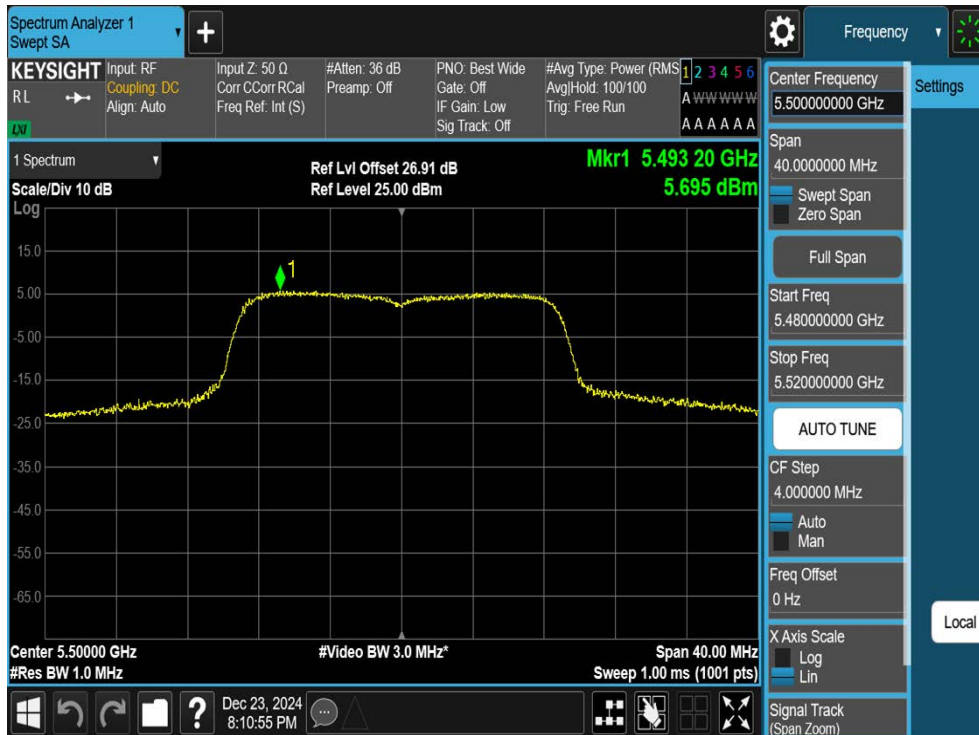 Spectrum Analyzer 1
Swept SA
+
Frequency
KEYSIGHT
R L
LXI
Input: RF
Coupling: DC
Align: Auto
Input Z: 50 Ω
Corr CCorr RCal
Freq Ref: Int (S)
#Atten: 36 dB
Preamp: Off
PNO: Best Wide
Gate: Off
IF Gain: Low
Sig Track: Off
#Avg Type: Power (RMS
Avg|Hold: 100/100
Trig: Free Run
1 2 3 4 5 6
A W W W W W
A A A A A A
1 Spectrum
Scale/Div 10 dB
Log
Ref Lvl Offset 26.91 dB
Ref Level 25.00 dBm
Mkr1 5.493 20 GHz
5.695 dBm
1
15.0
5.00
-5.00
-15.0
-25.0
-35.0
-45.0
-55.0
-65.0
Center 5.50000 GHz
#Res BW 1.0 MHz
#Video BW 3.0 MHz*
Span 40.00 MHz
Sweep 1.00 ms (1001 pts)
?
Dec 23, 2024
8:10:55 PM
Center Frequency
5.500000000 GHz
Span
40.0000000 MHz
Swept Span
Zero Span
Full Span
Start Freq
5.480000000 GHz
Stop Freq
5.520000000 GHz
AUTO TUNE
CF Step
4.000000 MHz
Auto
Man
Freq Offset
0 Hz
X Axis Scale
Log
Lin
Signal Track
(Span Zoom)
Settings
Local